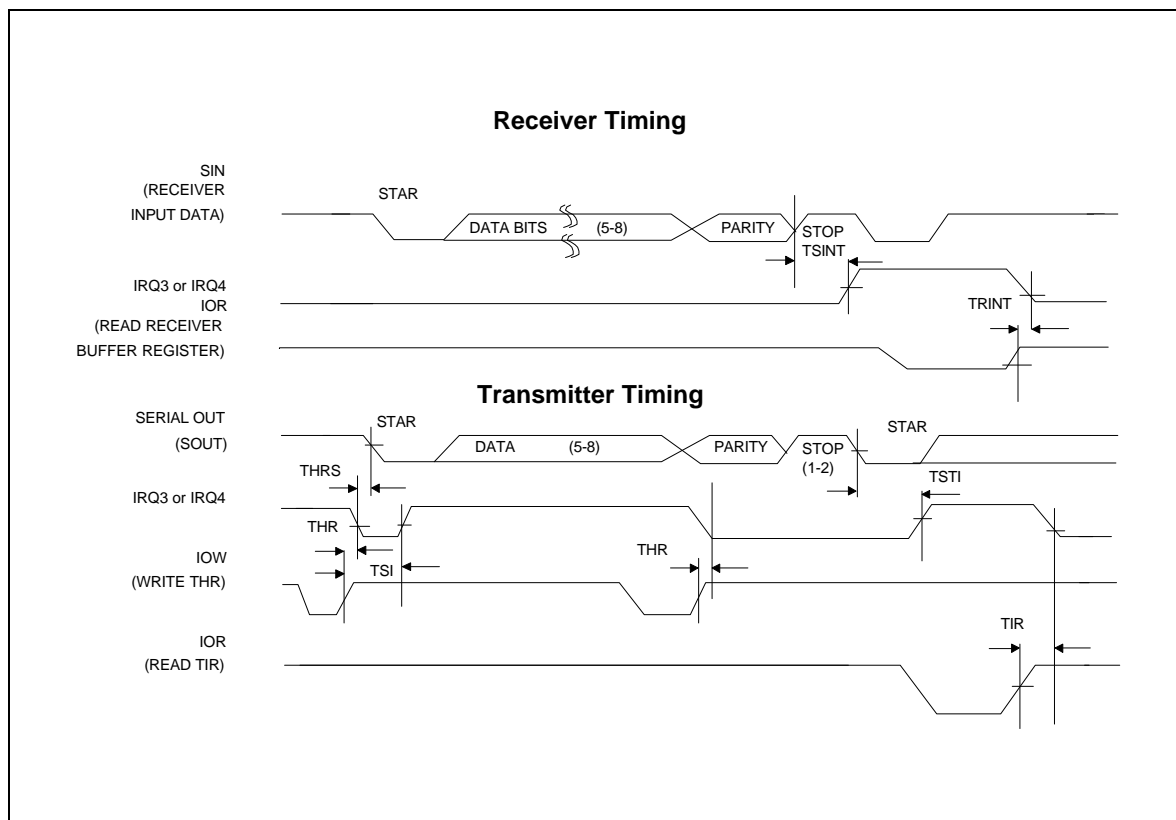 Receiver Timing
SIN
(RECEIVER
INPUT DATA)
STAR
DATA BITS (5-8)
PARITY
STOP
TSINT
IRQ3 or IRQ4
IOR
(READ RECEIVER
BUFFER REGISTER)
TRINT
Transmitter Timing
SERIAL OUT
(SOUT)
STAR
DATA (5-8)
PARITY
STOP
(1-2)
STAR
THRS
TSTI
IRQ3 or IRQ4
THR
THR
IOW
(WRITE THR)
TSI
TIR
IOR
(READ TIR)